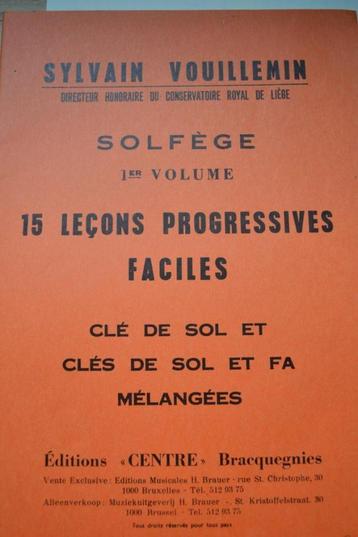 SYLVAIN VOUILLEMIN
DIRECTEUR HONORAIRE DU CONSERVATOIRE ROYAL DE LIÈGE
SOLFÈGE
1ER VOLUME
15 LEÇONS PROGRESSIVES
FACILES
CLÉ DE SOL ET
CLÉS DE SOL ET FA
MÉLANGÉES
Éditions «CENTRE» Bracquegnies
Vente Exclusive: Editions Musicales H. Brauer - rue St. Christophe, 30
1000 Bruxelles - Tél. 512 03 75
Alleenverkoop: Muziekuitgeverij H. Brauer -. St. Kristoffelstraat. 30
1000 Brussel - Tel. 512 03 75
Tous droits réservés pour tous pays